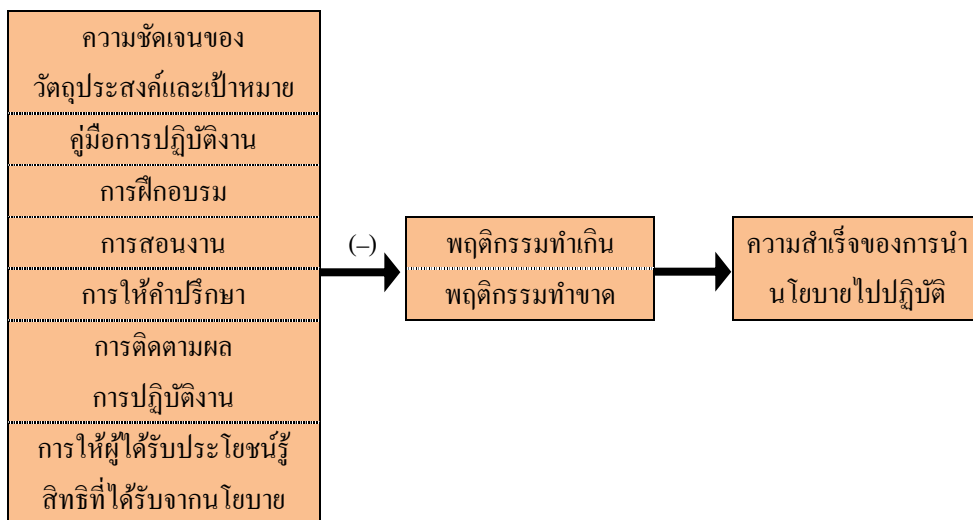 ความชัดเจนของ
วัตถุประสงค์และเป้าหมาย
คู่มือการปฏิบัติงาน
การฝึกอบรม
การสอนงาน
การให้คำปรึกษา
การติดตามผล
การปฏิบัติงาน
การให้ผู้ได้รับประโยชน์รู้
สิทธิที่ได้รับจากนโยบาย
(–)
พฤติกรรมทำเกิน
พฤติกรรมทำขาด
ความสำเร็จของการนำ
นโยบายไปปฏิบัติ